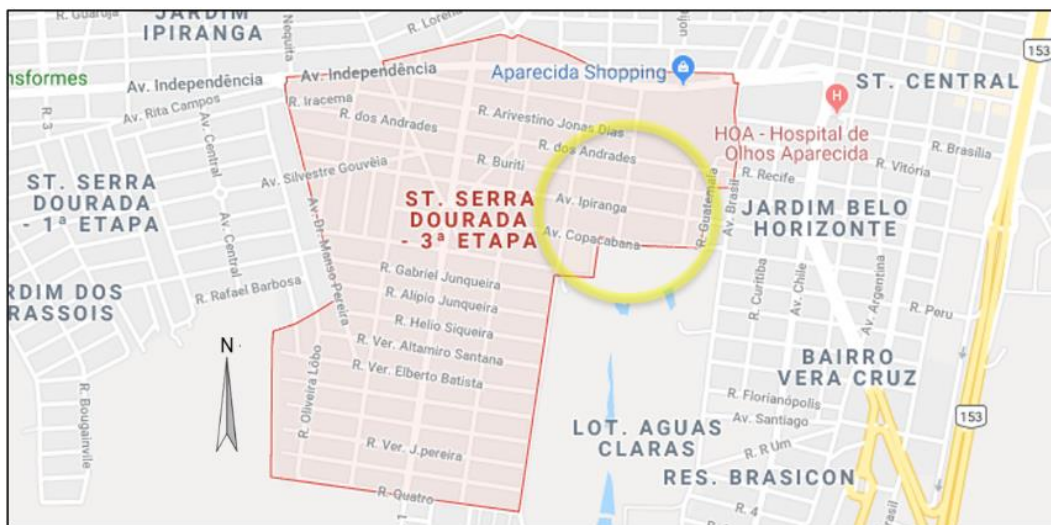 R. Guarujá
JARDIM
IPIRANGA
Nequita
R. Lorena
153
nsformes
Av. Independência
Av. Independência
Aparecida Shopping
ST. CENTRAL
H
R. 3
Av. Rita Campos
R. Iracema
R. dos Andrades
R. Arivestino Jonas Dias
HOA - Hospital de
Olhos Aparecida
R. Brasília
Av. Central
R. dos Andrades
R. Buriti
R. Vitória
Av. Silvestre Gouvêia
R. Recife
ST. SERRA
DOURADA
- 1ª ETAPA
ST. SERRA
DOURADA
- 3ª ETAPA
Av. Ipiranga
R. Guatemala
Av. Brasil
JARDIM BELO
HORIZONTE
Av. Copacabana
Av. Central
Av. Dr. Manso Pereira
R. Gabriel Junqueira
R. Curitiba
Av. Chile
Av. Argentina
R. Rafael Barbosa
R. Alípio Junqueira
RDIM DOS
RASSOIS
R. Helio Siqueira
R. Peru
R. Ver. Altamiro Santana
N
R. Ver. Elberto Batista
BAIRRO
VERA CRUZ
R. Oliveira Lôbo
R. Bougainvile
R. Florianópolis
Av. Santiago
153
LOT. AGUAS
CLARAS
R. Ver. J.pereira
R. R Um
RES. BRASICON
R. Quatro
R. 4
1